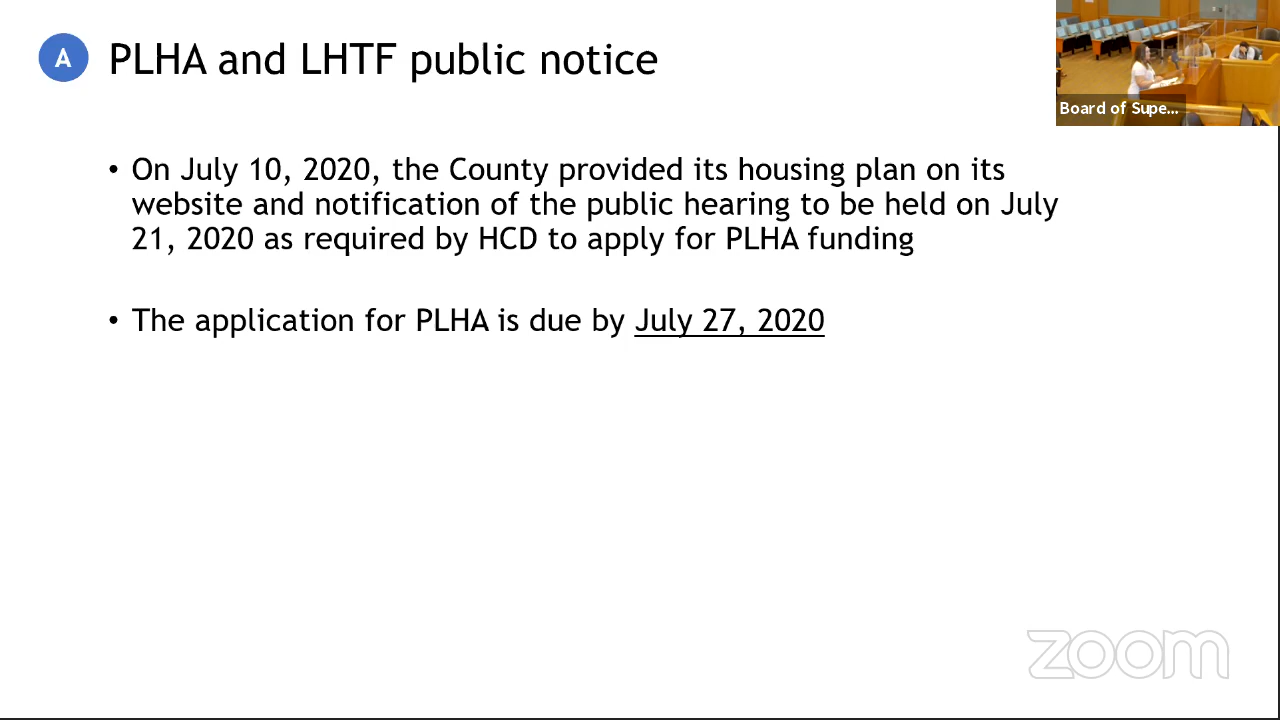 A
PLHA and LHTF public notice
Board of Supe...
• On July 10, 2020, the County provided its housing plan on its
website and notification of the public hearing to be held on July
21, 2020 as required by HCD to apply for PLHA funding
• The application for PLHA is due by July 27, 2020
zoom